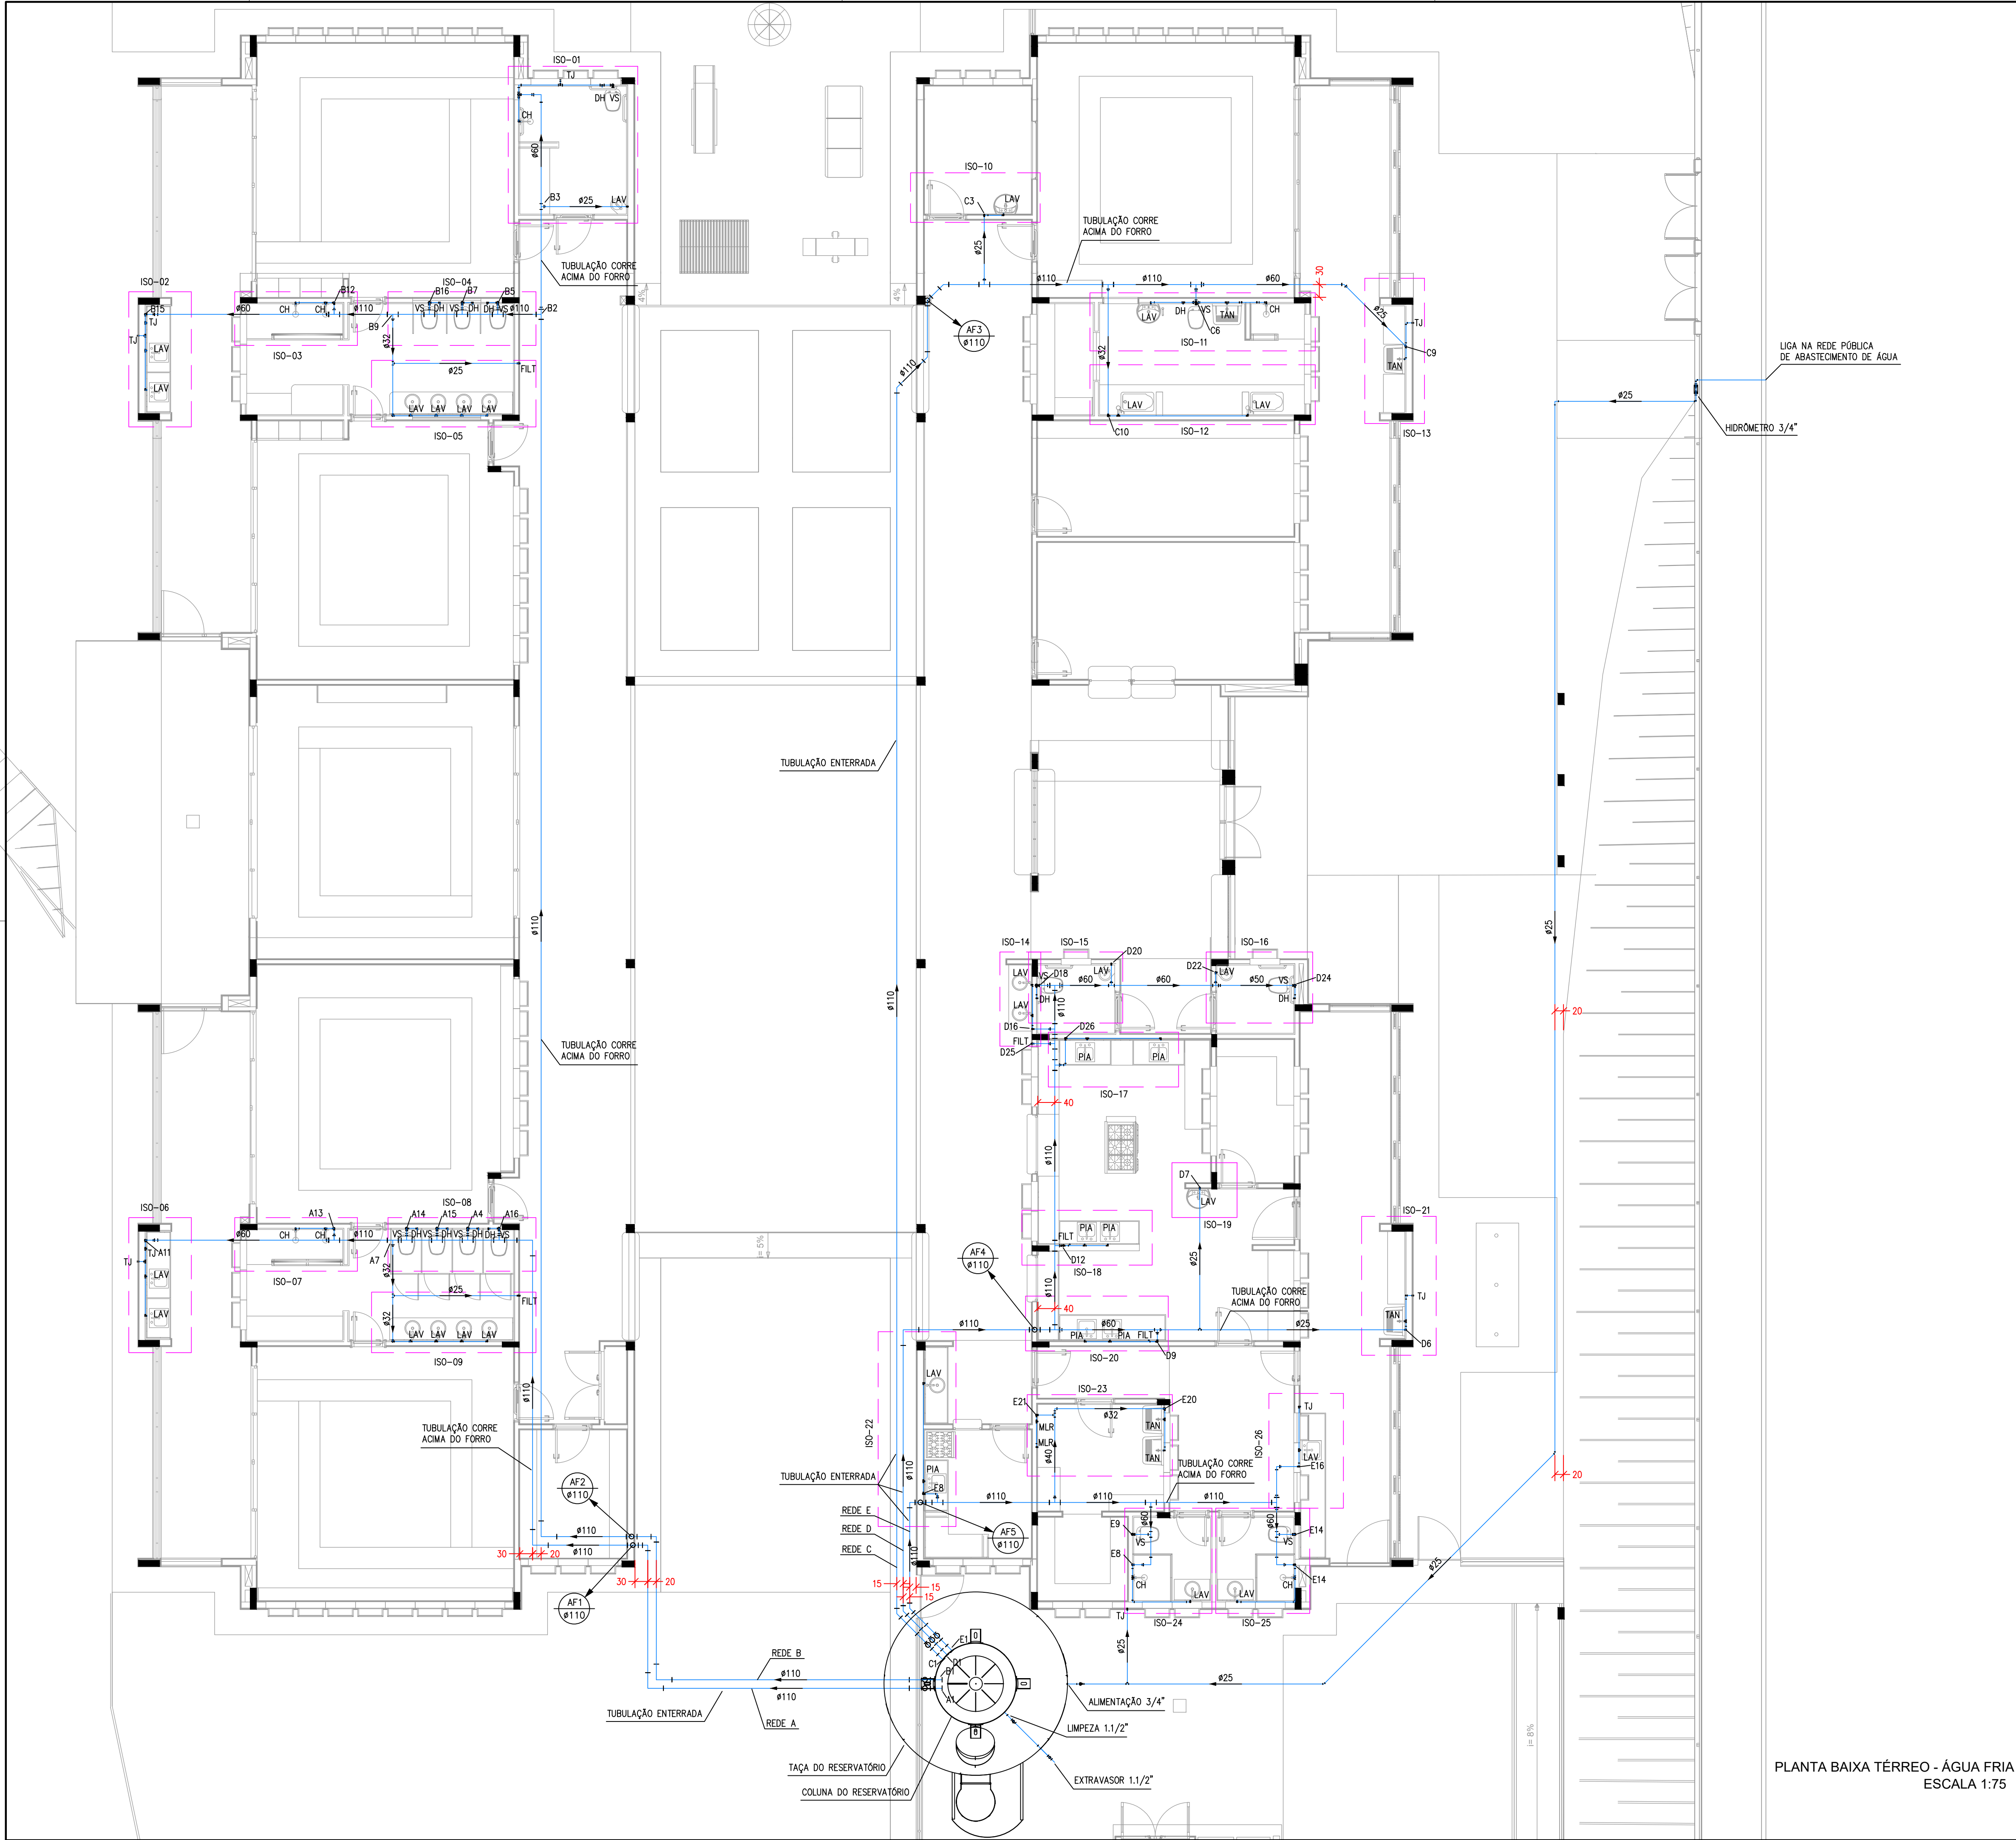 ISO-01
TJ
DH VS
CH
ø60
B3
ø25
LAV
TUBULAÇÃO CORRE
ACIMA DO FORRO
ISO-02
B15
TJ
TJ
LAV
LAV
ø60
CH
CH
B12
ø110
ISO-03
ISO-04
B16
B7
B5
VS DH
VS DH
DH VS
ø110
B2
B9
ø32
ø25
FILT
LAV
LAV
LAV
LAV
ISO-05
4%
4%
ISO-10
C3
LAV
ø25
TUBULAÇÃO CORRE
ACIMA DO FORRO
ø110
ø110
ø60
30
AF3
ø110
ø110
LAV
DH
VS
TAN
CH
C6
ISO-11
ø32
LAV
LAV
C10
ISO-12
ø25
TJ
C9
TAN
ISO-13
LIGA NA REDE PÚBLICA
DE ABASTECIMENTO DE ÁGUA
ø25
HIDRÔMETRO 3/4"
TUBULAÇÃO ENTERRADA
ø110
ø110
ø25
20
TUBULAÇÃO CORRE
ACIMA DO FORRO
ISO-14
ISO-15
D20
ISO-16
LAV
VS
D18
LAV
D22
LAV
VS
D24
ø60
ø60
ø50
DH
DH
LAV
ø110
D16
D26
FILT
D25
PIA
PIA
ISO-17
40
ø110
D7
LAV
ISO-19
ISO-06
TJ
A11
TJ
LAV
LAV
ø60
A13
CH
CH
ø110
ISO-07
ISO-08
A14
A15
A4
A16
VS
DH
VS
DH
VS
DH
DH
VS
A7
ø32
ø25
FILT
ø32
LAV
LAV
LAV
LAV
ISO-09
i= 5%
PIA
PIA
FILT
D12
ISO-18
AF4
ø110
ø110
ø25
40
TUBULAÇÃO CORRE
ACIMA DO FORRO
ISO-21
TJ
TAN
D6
ø110
ø60
ø25
PIA
PIA
FILT
D9
ISO-20
ISO-22
LAV
ISO-23
E21
E20
MLR
ø32
TAN
MLR
ø40
TAN
TJ
ISO-26
LAV
E16
20
TUBULAÇÃO CORRE
ACIMA DO FORRO
ø110
TUBULAÇÃO CORRE
ACIMA DO FORRO
AF2
ø110
TUBULAÇÃO ENTERRADA
ø110
PIA
E8
ø110
ø110
ø110
REDE E
REDE D
REDE C
ø110
AF5
ø110
ø60
ø60
E9
VS
E14
VS
E8
CH
E14
CH
LAV
LAV
TJ
ISO-24
ISO-25
ø25
ø25
ø110
ø110
30
20
30
20
15
15
15
AF1
ø110
E1
C1
D1
B1
A1
REDE B
ø110
ø110
REDE A
TUBULAÇÃO ENTERRADA
ø25
ALIMENTAÇÃO 3/4"
LIMPEZA 1.1/2"
TAÇA DO RESERVATÓRIO
COLUNA DO RESERVATÓRIO
EXTRAVASOR 1.1/2"
i= 8%
PLANTA BAIXA TÉRREO - ÁGUA FRIA
ESCALA 1:75